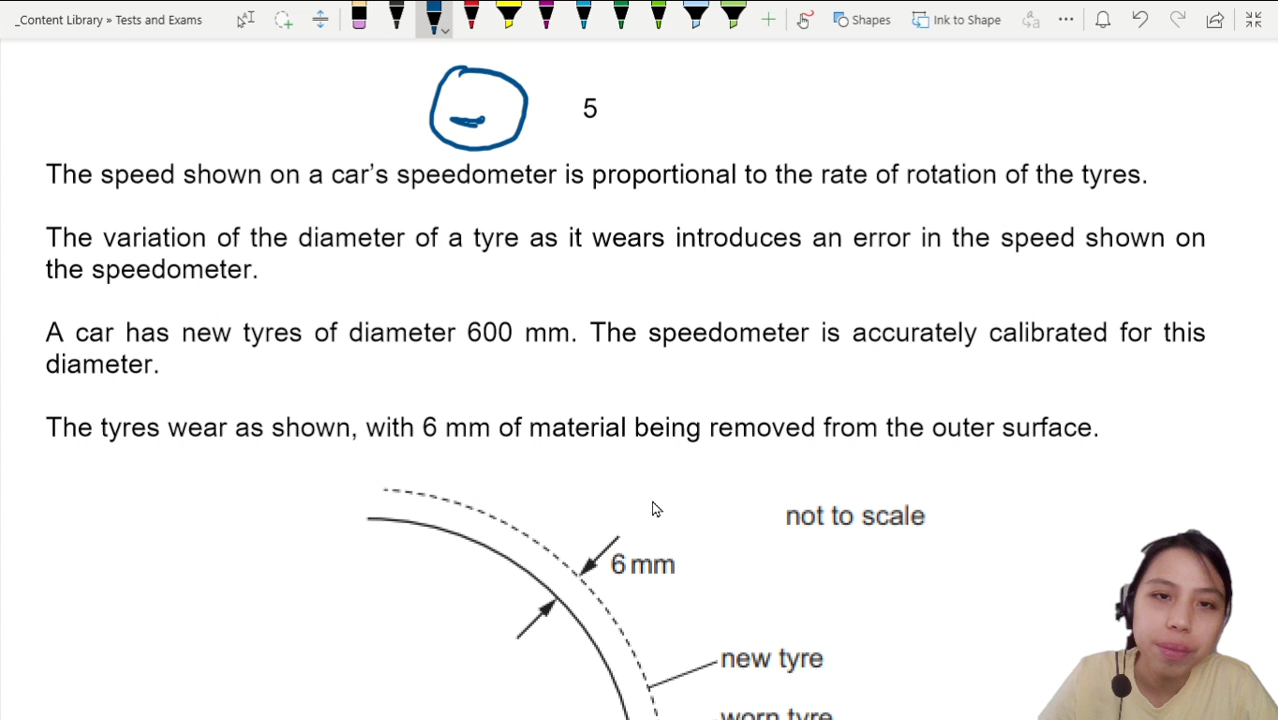 _Content Library » Tests and Exams
Shapes
Ink to Shape
5
The speed shown on a car's speedometer is proportional to the rate of rotation of the tyres.
The variation of the diameter of a tyre as it wears introduces an error in the speed shown on
the speedometer.
A car has new tyres of diameter 600 mm. The speedometer is accurately calibrated for this
diameter.
The tyres wear as shown, with 6 mm of material being removed from the outer surface.
not to scale
6 mm
new tyre
worn tyre